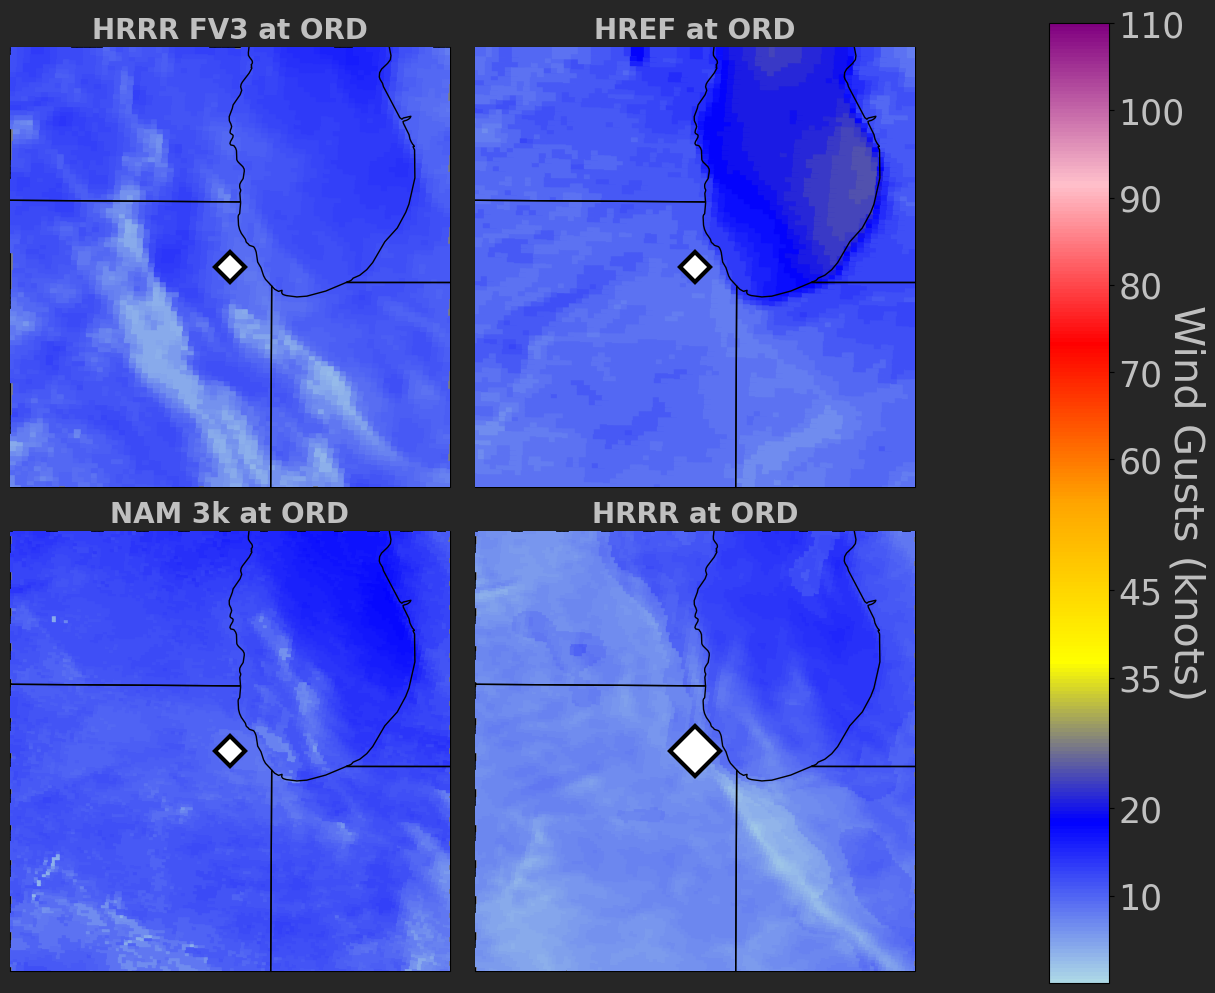 HRRR FV3 at ORD
HREF at ORD
NAM 3k at ORD
HRRR at ORD
110
100
90
80
70
60
45
35
20
10
Wind Gusts (knots)